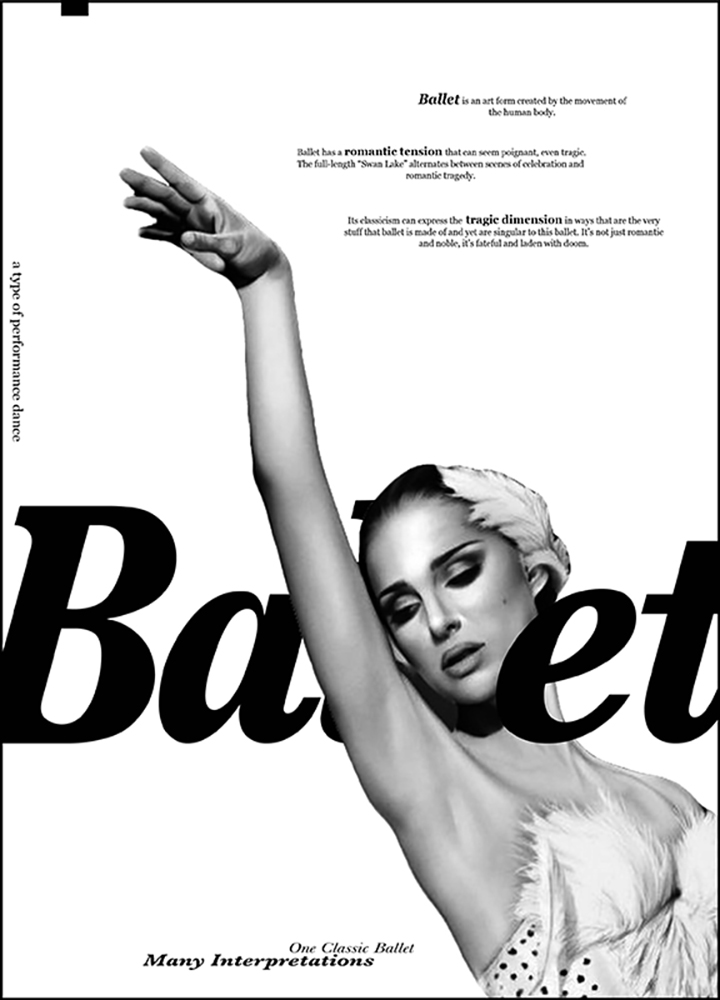 Ballet is an art form created by the movement of
the human body.
Ballet has a romantic tension that can seem poignant, even tragic.
The full-length “Swan Lake” alternates between scenes of celebration and
romantic tragedy.
Its classicism can express the tragic dimension in ways that are the very
stuff that ballet is made of and yet are singular to this ballet. It’s not just romantic
and noble, it’s fateful and laden with doom.
a type of performance dance
Ballet
One Classic Ballet
Many Interpretations